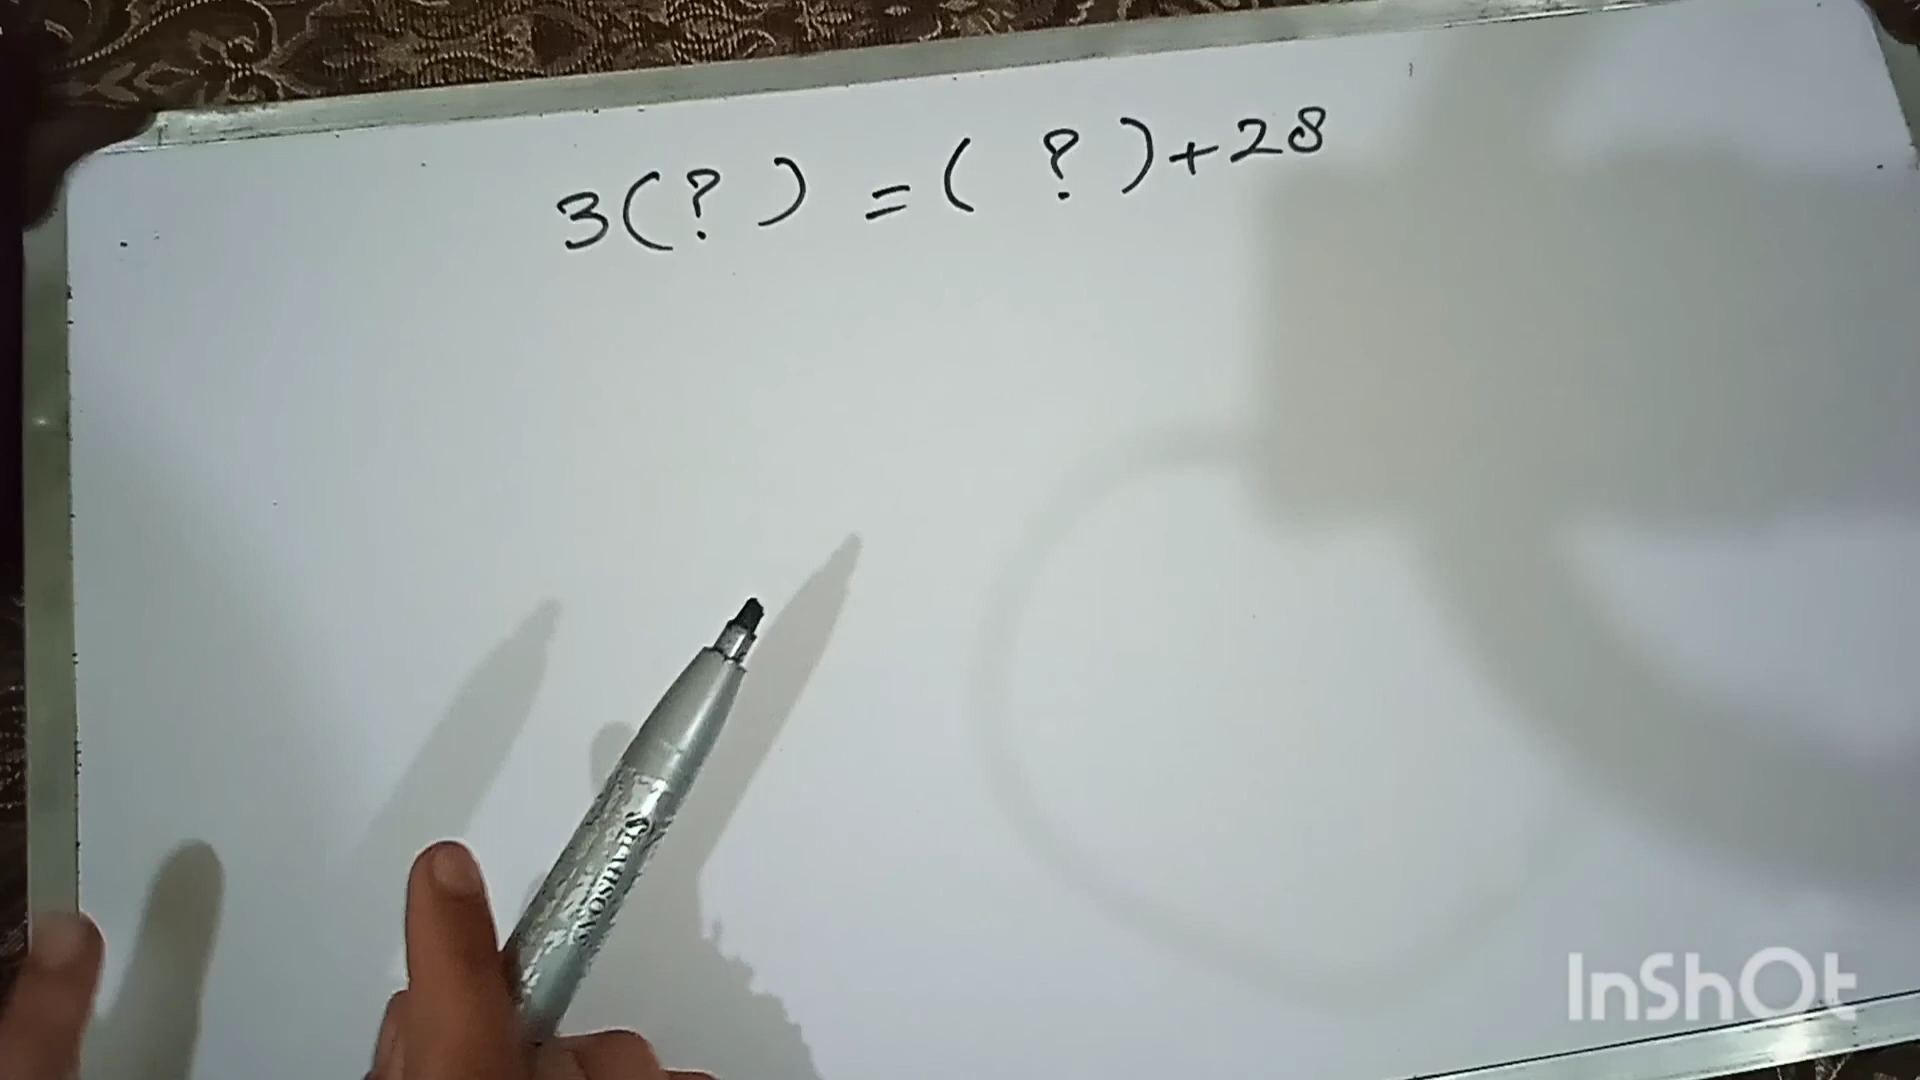 3(?) = ( ? )+28
InShOt